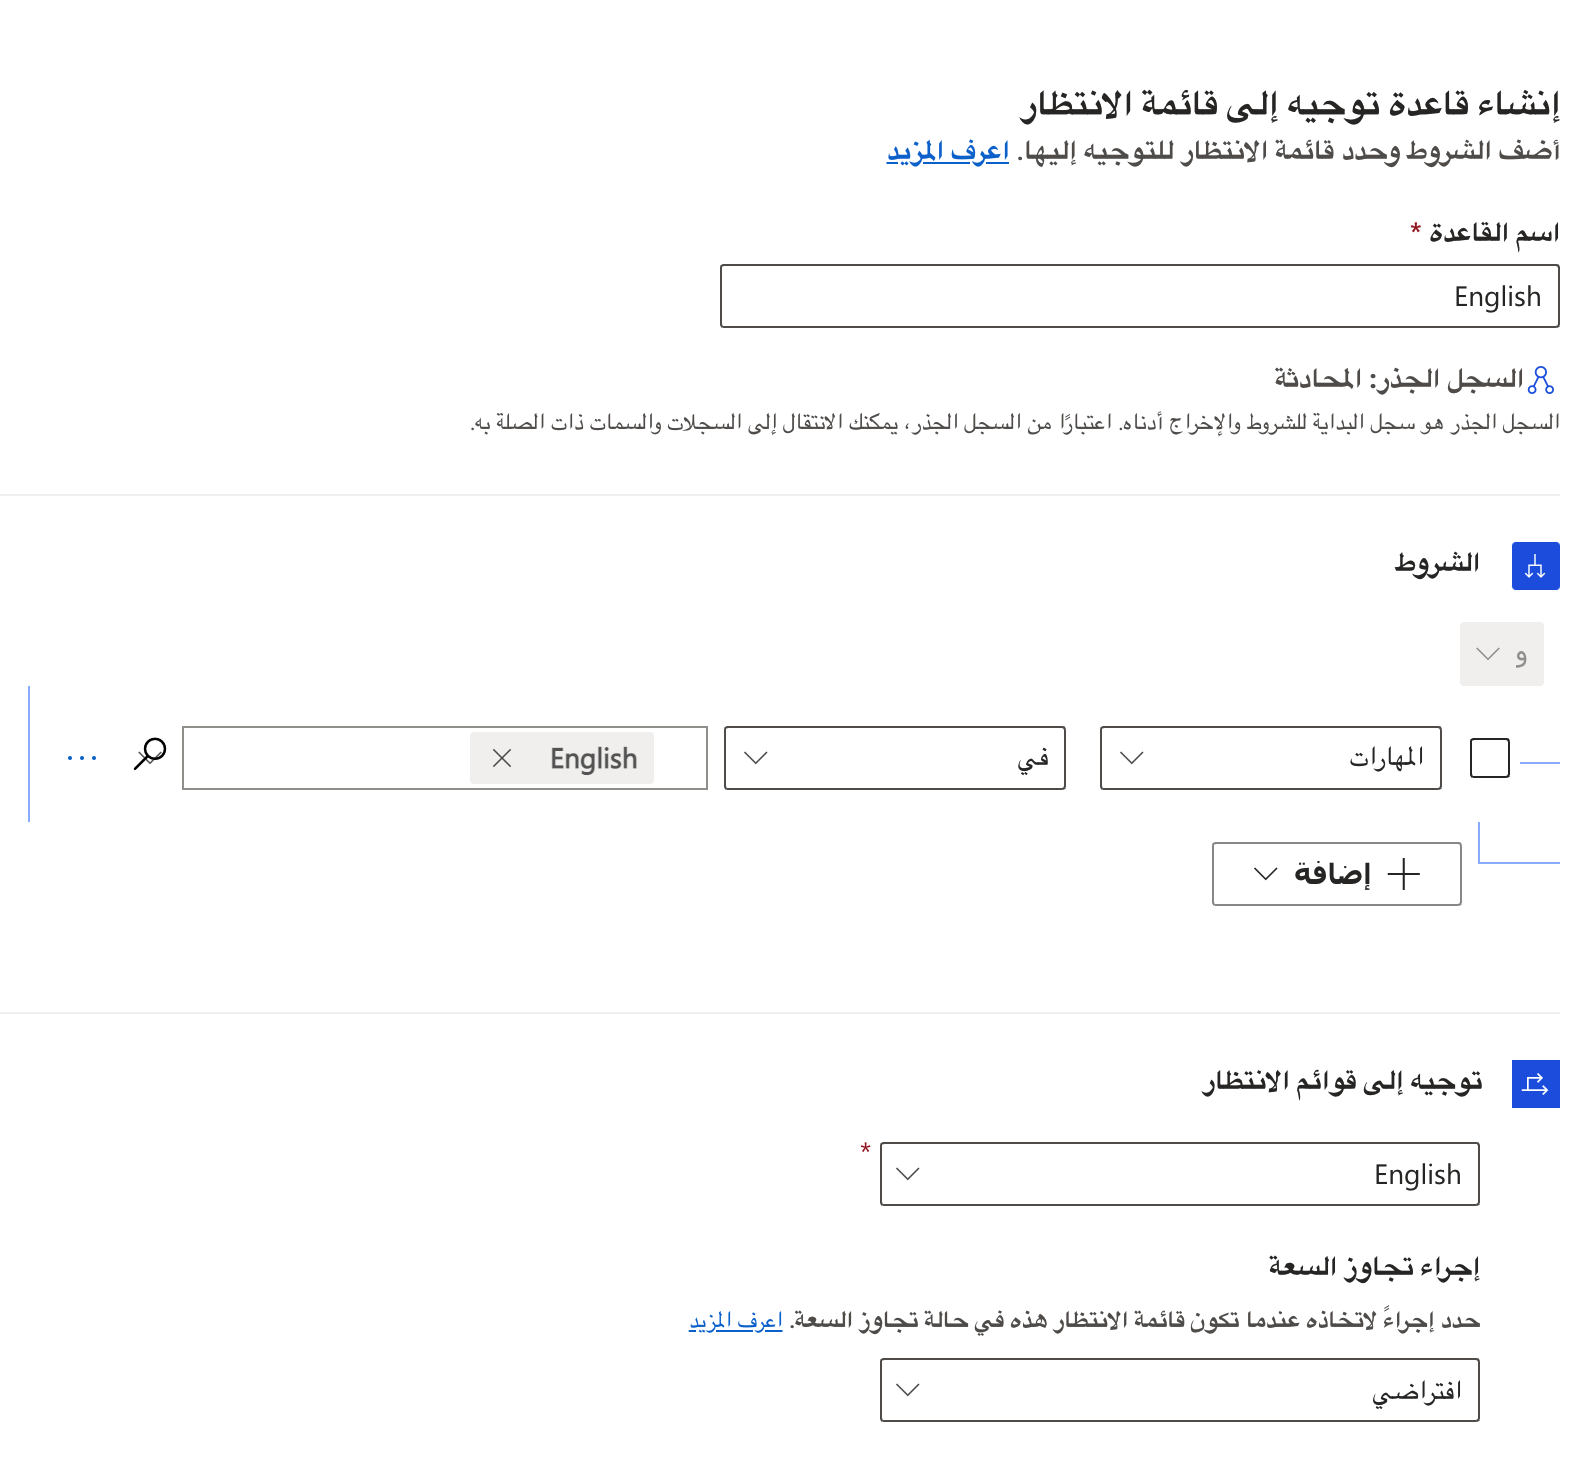 إنشاء قاعدة توجيه إلى قائمة الانتظار
أضف الشروط وحدد قائمة الانتظار للتوجيه إليها. اعرف المزيد
اسم القاعدة *
English
السجل الجذر: المحادثة
السجل الجذر هو سجل البداية للشروط والإخراج أدناه. اعتبارًا من السجل الجذر، يمكنك الانتقال إلى السجلات والسمات ذات الصلة به.
الشروط
و
المهارات في English
إضافة
توجيه إلى قوائم الانتظار
English *
إجراء تجاوز السعة
حدد إجراءً لاتخاذه عندما تكون قائمة الانتظار هذه في حالة تجاوز السعة. اعرف المزيد
افتراضي